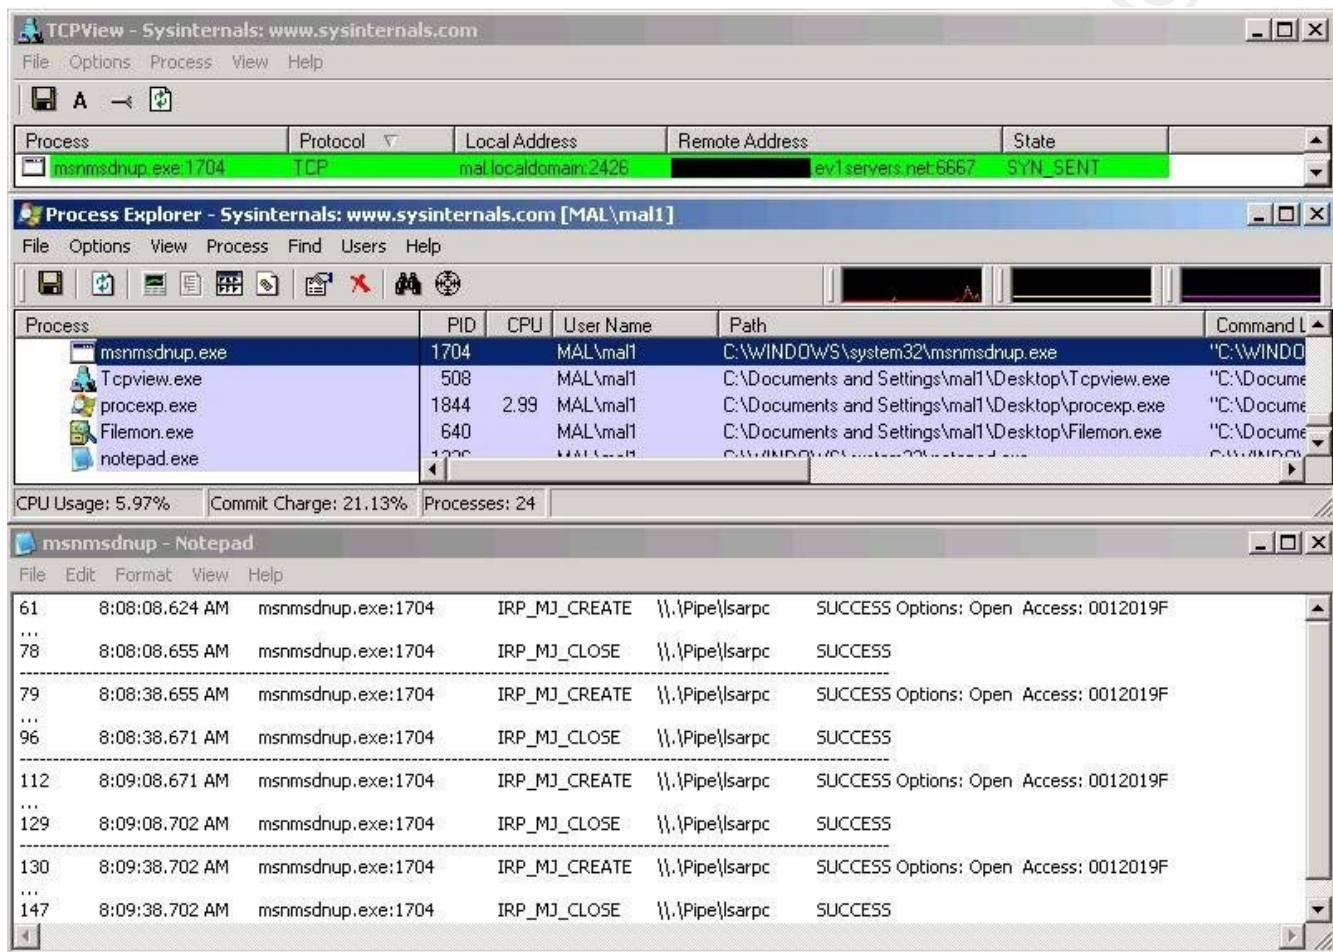 TCPView - Sysinternals: www.sysinternals.com
File Options Process View Help
A
Process Protocol Local Address Remote Address State
msnmsdnup.exe:1704 TCP mal.localdomain:2426 .ev1servers.net:6667 SYN_SENT
Process Explorer - Sysinternals: www.sysinternals.com [MAL\mal1]
File Options View Process Find Users Help
Process PID CPU User Name Path Command L
msnmsdnup.exe 1704 MAL\mal1 C:\WINDOWS\system32\msnmsdnup.exe "C:\WINDO
Tcpview.exe 508 MAL\mal1 C:\Documents and Settings\mal1\Desktop\Tcpview.exe "C:\Docume
procexp.exe 1844 2.99 MAL\mal1 C:\Documents and Settings\mal1\Desktop\procexp.exe "C:\Docume
Filemon.exe 640 MAL\mal1 C:\Documents and Settings\mal1\Desktop\Filemon.exe "C:\Docume
notepad.exe
CPU Usage: 5.97% Commit Charge: 21.13% Processes: 24
msnmsdnup - Notepad
File Edit Format View Help
61 8:08:08.624 AM msnmsdnup.exe:1704 IRP_MJ_CREATE \\.\Pipe\lsarpc SUCCESS Options: Open Access: 0012019F
...
78 8:08:08.655 AM msnmsdnup.exe:1704 IRP_MJ_CLOSE \\.\Pipe\lsarpc SUCCESS
79 8:08:38.655 AM msnmsdnup.exe:1704 IRP_MJ_CREATE \\.\Pipe\lsarpc SUCCESS Options: Open Access: 0012019F
...
96 8:08:38.671 AM msnmsdnup.exe:1704 IRP_MJ_CLOSE \\.\Pipe\lsarpc SUCCESS
112 8:09:08.671 AM msnmsdnup.exe:1704 IRP_MJ_CREATE \\.\Pipe\lsarpc SUCCESS Options: Open Access: 0012019F
...
129 8:09:08.702 AM msnmsdnup.exe:1704 IRP_MJ_CLOSE \\.\Pipe\lsarpc SUCCESS
130 8:09:38.702 AM msnmsdnup.exe:1704 IRP_MJ_CREATE \\.\Pipe\lsarpc SUCCESS Options: Open Access: 0012019F
...
147 8:09:38.702 AM msnmsdnup.exe:1704 IRP_MJ_CLOSE \\.\Pipe\lsarpc SUCCESS